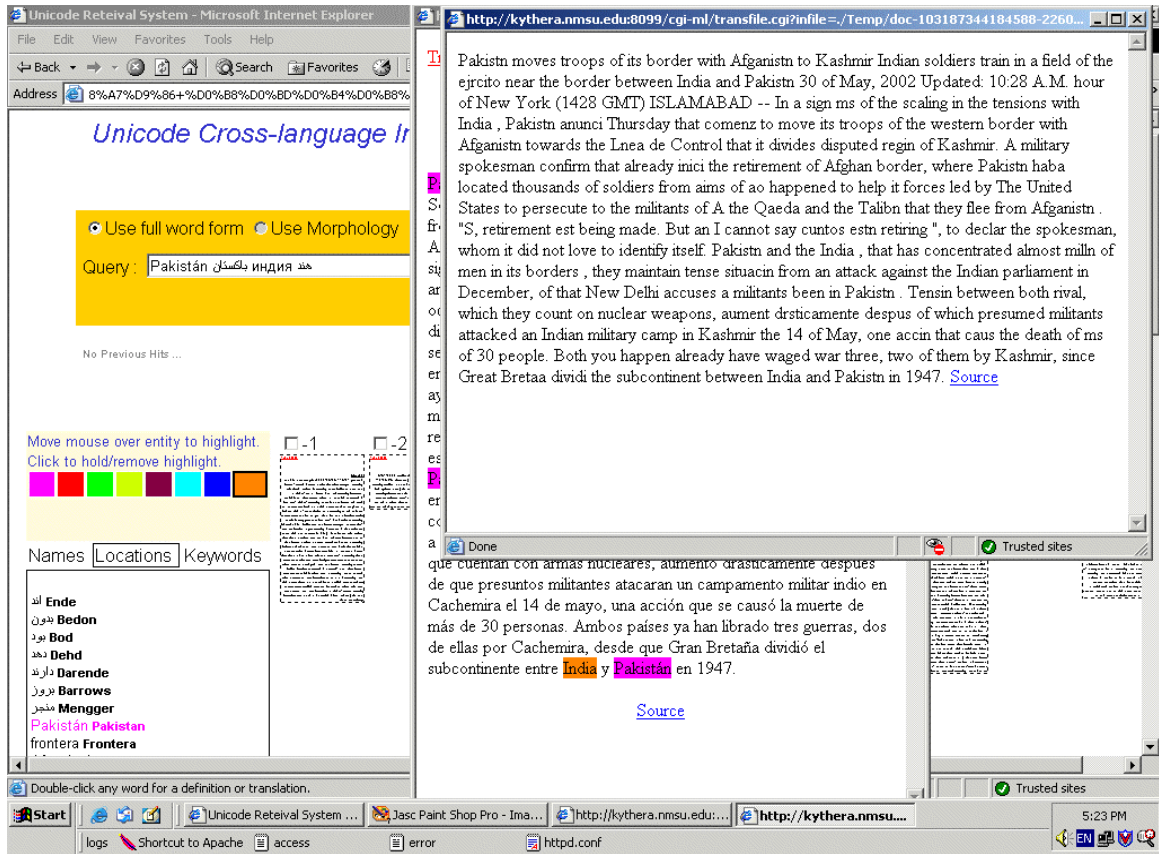 Unicode Reteival System - Microsoft Internet Explorer
File Edit View Favorites Tools Help
Back Search Favorites
Address 8%A7%D9%86+%D0%B8%D0%BD%D0%B4%D0%B8%
Unicode Cross-language Ir
Use full word form Use Morphology
Query : Pakistán باكستان индия هند
No Previous Hits ...
Move mouse over entity to highlight.
Click to hold/remove highlight.
-1 -2
Names Locations Keywords
اند Ende
بدون Bedon
بود Bod
دهد Dehd
دارند Darende
بروز Barrows
منجر Mengger
Pakistán Pakistan
frontera Frontera
Double-click any word for a definition or translation.
http://kythera.nmsu.edu:8099/cgi-ml/transfile.cgi?infile=./Temp/doc-103187344184588-2260...
Pakistn moves troops of its border with Afganistn to Kashmir Indian soldiers train in a field of the
ejrcito near the border between India and Pakistn 30 of May, 2002 Updated: 10:28 A.M. hour
of New York (1428 GMT) ISLAMABAD -- In a sign ms of the scaling in the tensions with
India , Pakistn anunci Thursday that comenz to move its troops of the western border with
Afganistn towards the Lnea de Control that it divides disputed regin of Kashmir. A military
spokesman confirm that already inici the retirement of Afghan border, where Pakistn haba
located thousands of soldiers from aims of ao happened to help it forces led by The United
States to persecute to the militants of A the Qaeda and the Talibn that they flee from Afganistn .
"S, retirement est being made. But an I cannot say cuntos estn retiring ", to declar the spokesman,
whom it did not love to identify itself. Pakistn and the India , that has concentrated almost milln of
men in its borders , they maintain tense situacin from an attack against the Indian parliament in
December, of that New Delhi accuses a militants been in Pakistn . Tensin between both rival,
which they count on nuclear weapons, aument drsticamente despus of which presumed militants
attacked an Indian military camp in Kashmir the 14 of May, one accin that caus the death of ms
of 30 people. Both you happen already have waged war three, two of them by Kashmir, since
Great Bretaa dividi the subcontinent between India and Pakistn in 1947. Source
Done Trusted sites
que cuentan con armas nucleares, aumentó drásticamente después
de que presuntos militantes atacaran un campamento militar indio en
Cachemira el 14 de mayo, una acción que se causó la muerte de
más de 30 personas. Ambos países ya han librado tres guerras, dos
de ellas por Cachemira, desde que Gran Bretaña dividió el
subcontinente entre India y Pakistán en 1947.
Source
Trusted sites
Start Unicode Reteival System ... Jasc Paint Shop Pro - Ima... http://kythera.nmsu.edu:... http://kythera.nmsu.... 5:23 PM
logs Shortcut to Apache access error httpd.conf EN